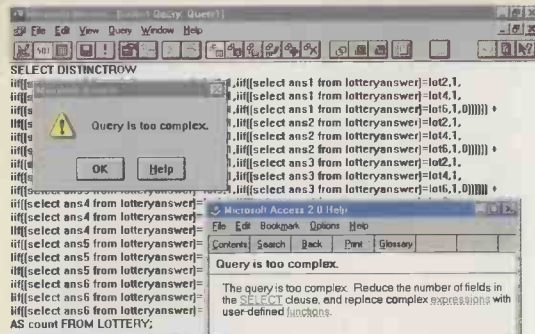 [Select Query: Query1]
File Edit View Query Window Help
SELECT DISTINCTROW
,iif([select ans1 from lotteryanswer]=lot2,1,
,iif([select ans1 from lotteryanswer]=lot4,1,
,iif([select ans1 from lotteryanswer]=lot6,1,0)))))) +
,iif([select ans2 from lotteryanswer]=lot2,1,
,iif([select ans2 from lotteryanswer]=lot4,1,
,iif([select ans2 from lotteryanswer]=lot6,1,0)))))) +
,iif([select ans3 from lotteryanswer]=lot2,1,
,iif([select ans3 from lotteryanswer]=lot4,1,
,iif([select ans3 from lotteryanswer]=lot6,1,0)))))) +
Query is too complex.
OK Help
iif([select ans4 from lotteryanswer]=
iif([select ans4 from lotteryanswer]=
iif([select ans4 from lotteryanswer]=
iif([select ans5 from lotteryanswer]=
iif([select ans5 from lotteryanswer]=
iif([select ans5 from lotteryanswer]=
iif([select ans6 from lotteryanswer]=
iif([select ans6 from lotteryanswer]=
iif([select ans6 from lotteryanswer]=
AS count FROM LOTTERY;
Microsoft Access 2.0 Help
File Edit Bookmark Options Help
Contents Search Back Print Glossary
Query is too complex.
The query is too complex. Reduce the number of fields in
the SELECT clause, and replace complex expressions with
user-defined functions.